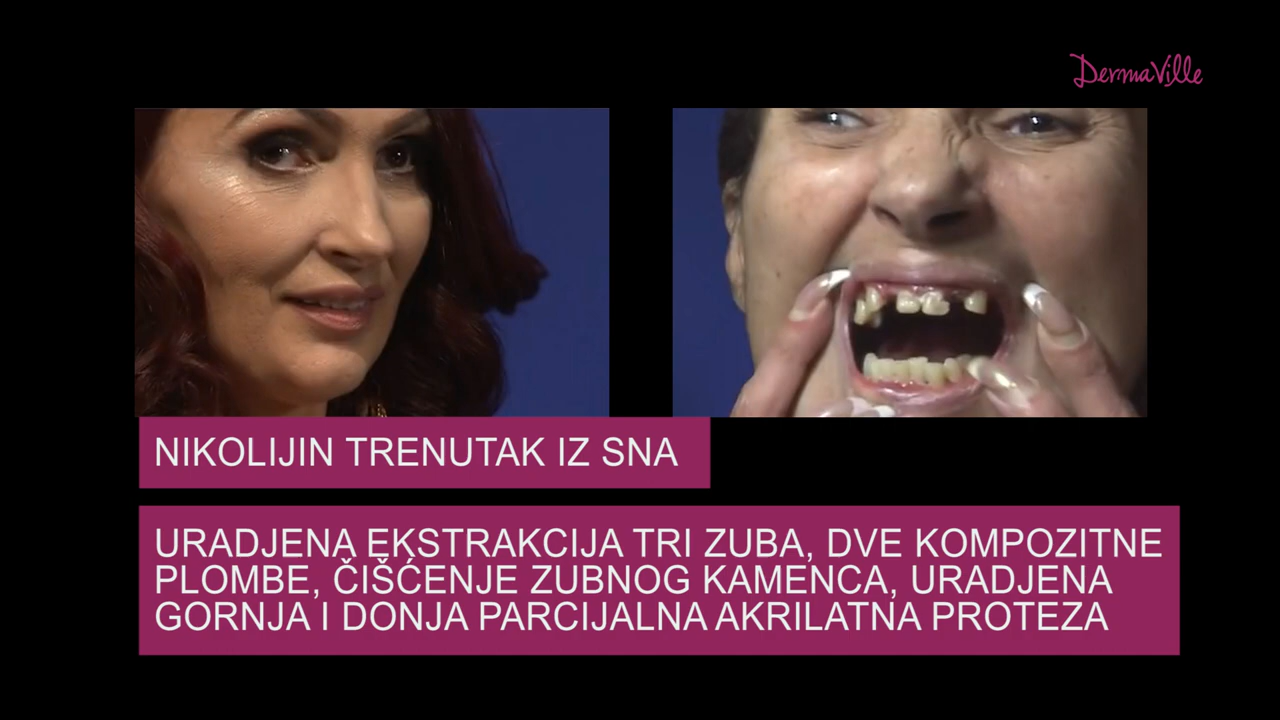 DermaVille
NIKOLIJIN TRENUTAK IZ SNA
URADJENA EKSTRAKCIJA TRI ZUBA, DVE KOMPOZITNE
PLOMBE, ČIŠĆENJE ZUBNOG KAMENCA, URADJENA
GORNJA I DONJA PARCIJALNA AKRILATNA PROTEZA